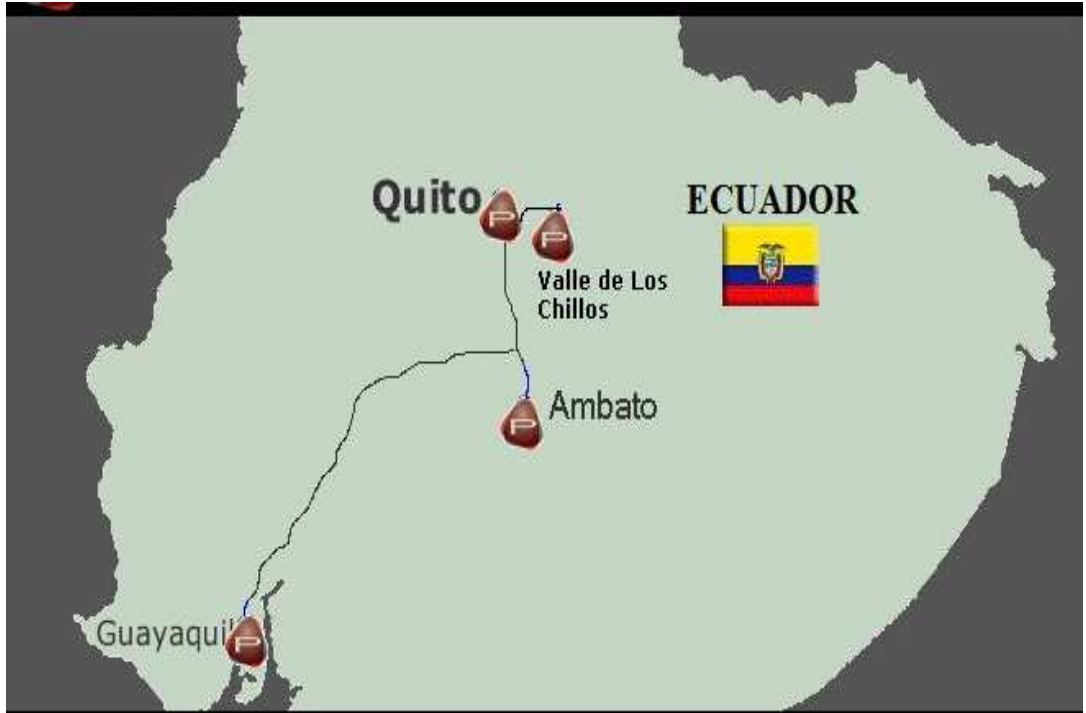 Quito
P
ECUADOR
P
Valle de Los
Chillos
Ambato
P
Guayaquil
P